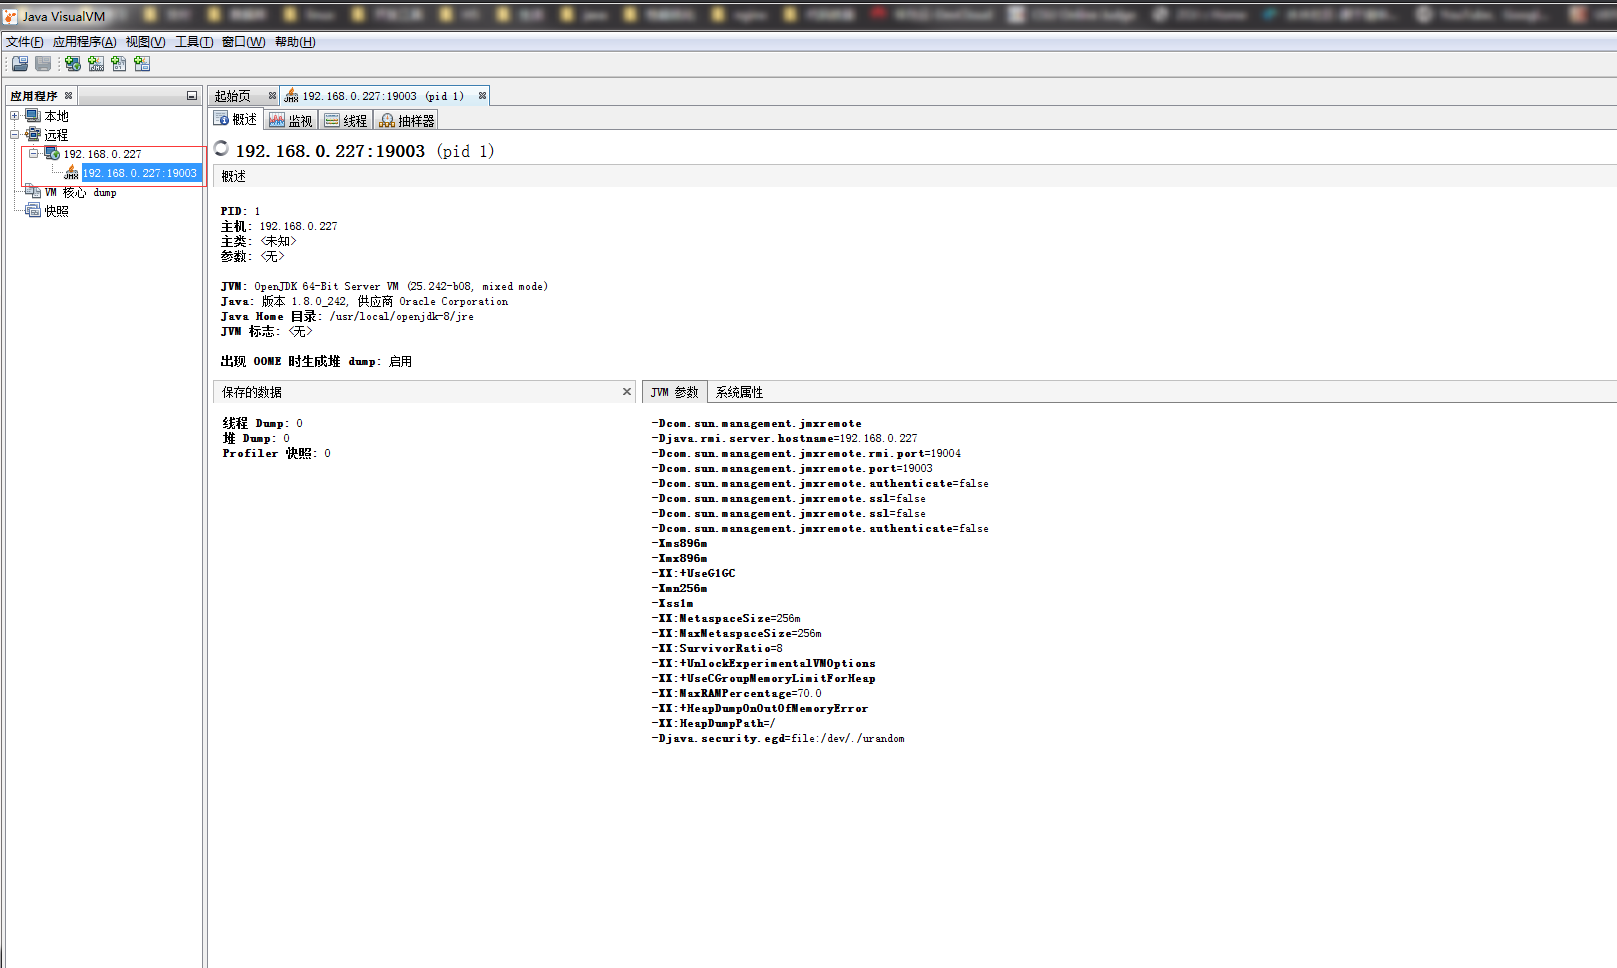 Java VisualVM
文件(F) 应用程序(A) 视图(V) 工具(T) 窗口(W) 帮助(H)
应用程序
本地
远程
192.168.0.227
192.168.0.227:19003
VM 核心 dump
快照
起始页 192.168.0.227:19003 (pid 1)
概述 监视 线程 抽样器
192.168.0.227:19003 (pid 1)
概述
PID: 1
主机: 192.168.0.227
主类: <未知>
参数: <无>
JVM: OpenJDK 64-Bit Server VM (25.242-b08, mixed mode)
Java: 版本 1.8.0_242, 供应商 Oracle Corporation
Java Home 目录: /usr/local/openjdk-8/jre
JVM 标志: <无>
出现 OOME 时生成堆 dump: 启用
保存的数据
线程 Dump: 0
堆 Dump: 0
Profiler 快照: 0
JVM 参数 系统属性
-Dcom.sun.management.jmxremote
-Djava.rmi.server.hostname=192.168.0.227
-Dcom.sun.management.jmxremote.rmi.port=19004
-Dcom.sun.management.jmxremote.port=19003
-Dcom.sun.management.jmxremote.authenticate=false
-Dcom.sun.management.jmxremote.ssl=false
-Dcom.sun.management.jmxremote.ssl=false
-Dcom.sun.management.jmxremote.authenticate=false
-Xms896m
-Xmx896m
-XX:+UseG1GC
-Xmn256m
-Xss1m
-XX:MetaspaceSize=256m
-XX:MaxMetaspaceSize=256m
-XX:SurvivorRatio=8
-XX:+UnlockExperimentalVMOptions
-XX:+UseCGroupMemoryLimitForHeap
-XX:MaxRAMPercentage=70.0
-XX:+HeapDumpOnOutOfMemoryError
-XX:HeapDumpPath=/
-Djava.security.egd=file:/dev/./urandom